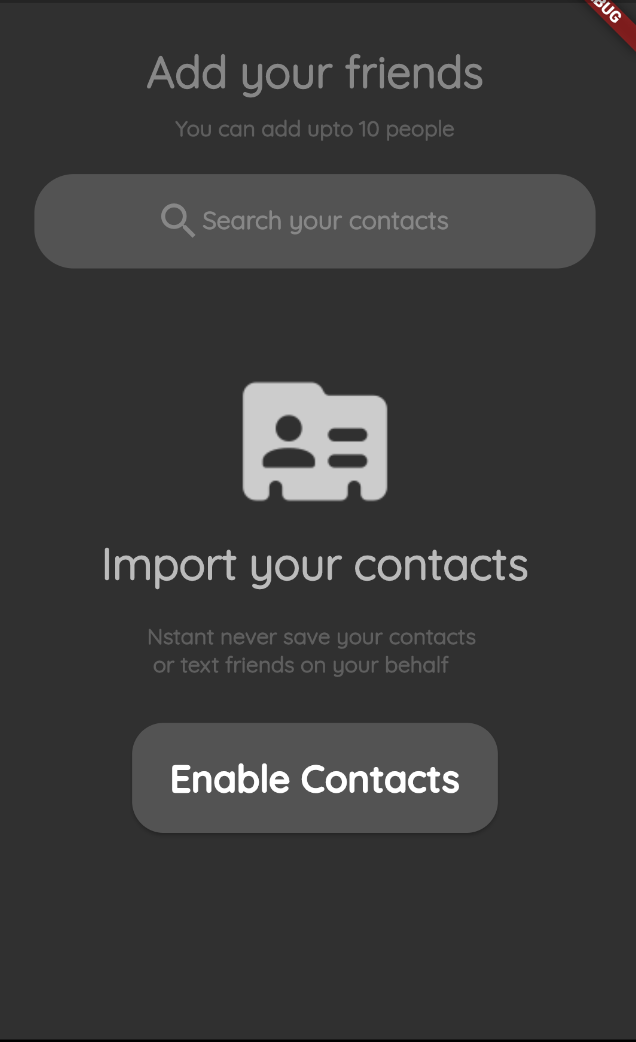 Add your friends
You can add upto 10 people
Search your contacts
Import your contacts
Nstant never save your contacts
or text friends on your behalf
Enable Contacts